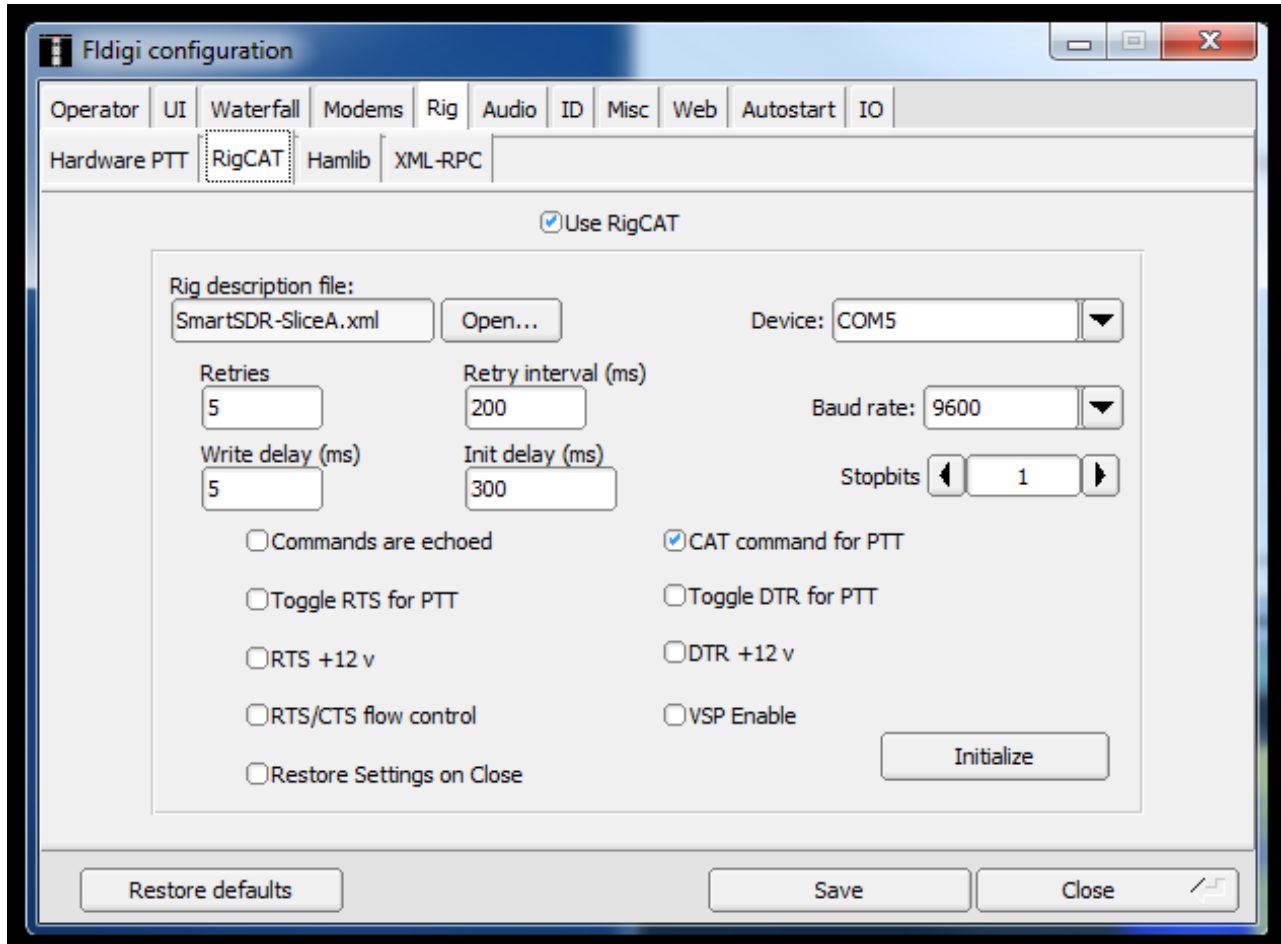 Fldigi configuration
Operator UI Waterfall Modems Rig Audio ID Misc Web Autostart IO
Hardware PTT RigCAT Hamlib XML-RPC
Use RigCAT
Rig description file:
SmartSDR-SliceA.xml Open... Device: COM5
Retries Retry interval (ms)
5 200 Baud rate: 9600
Write delay (ms) Init delay (ms)
5 300 Stopbits 1
Commands are echoed CAT command for PTT
Toggle RTS for PTT Toggle DTR for PTT
RTS +12 v DTR +12 v
RTS/CTS flow control VSP Enable
Restore Settings on Close Initialize
Restore defaults Save Close